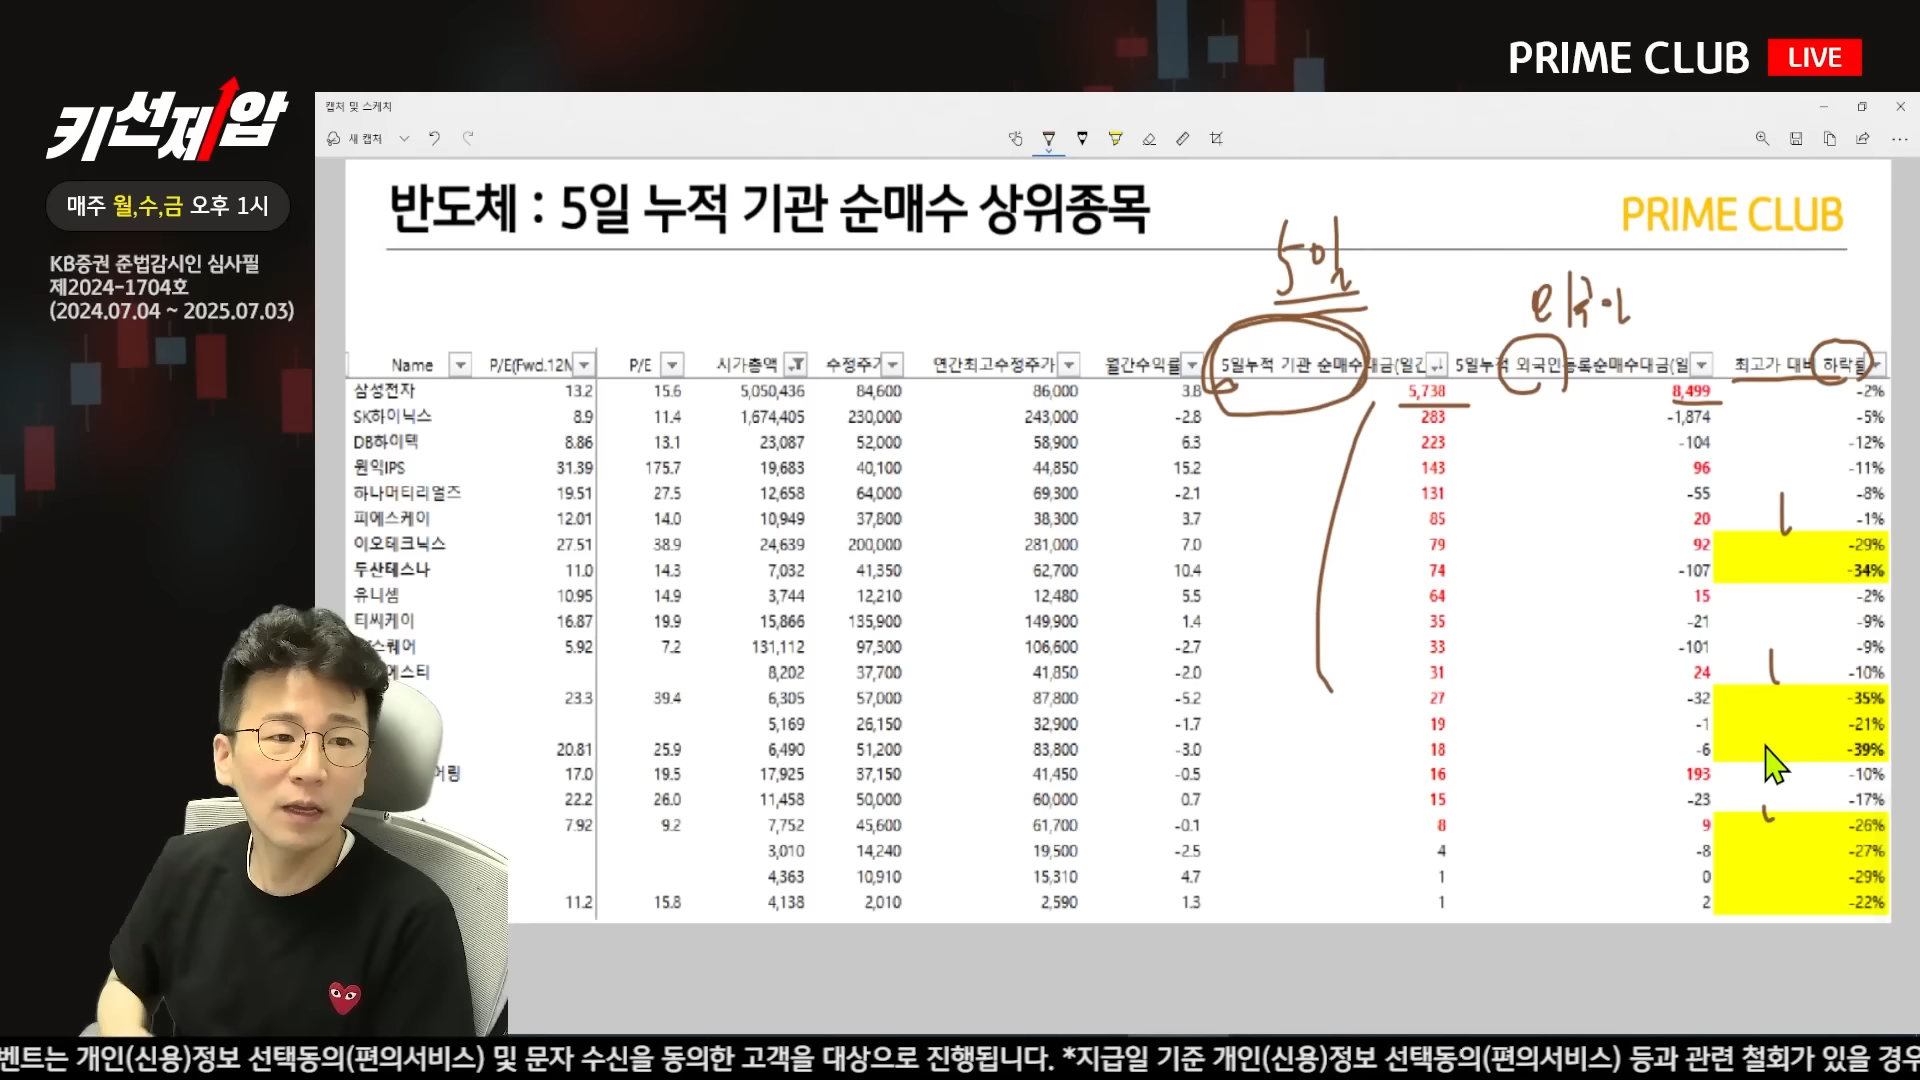 PRIME CLUB LIVE
키선제압
매주 월,수,금 오후 1시
KB증권 준법감시인 심사필
제2024-1704호
(2024.07.04 ~ 2025.07.03)
캡처 및 스케치
새 캡처
반도체 : 5일 누적 기관 순매수 상위종목
PRIME CLUB
5일
외국인
Name P/E(Fwd.12M P/E 시가총액 수정주가 연간최고수정주가 월간수익률 5일누적 기관 순매수대금(일간 5일누적 외국인등록순매수대금(일 최고가 대비 하락률
삼성전자 13.2 15.6 5,050,436 84,600 86,000 3.8 5,738 8,499 -2%
SK하이닉스 8.9 11.4 1,674,405 230,000 243,000 -2.8 283 -1,874 -5%
DB하이텍 8.86 13.1 23,087 52,000 58,900 6.3 223 -104 -12%
원익IPS 31.39 175.7 19,683 40,100 44,850 15.2 143 96 -11%
하나머티리얼즈 19.51 27.5 12,658 64,000 69,300 -2.1 131 -55 -8%
피에스케이 12.01 14.0 10,949 37,800 38,300 3.7 85 20 -1%
이오테크닉스 27.51 38.9 24,639 200,000 281,000 7.0 79 92 -29%
두산테스나 11.0 14.3 7,032 41,350 62,700 10.4 74 -107 -34%
유니셈 10.95 14.9 3,744 12,210 12,480 5.5 64 15 -2%
티씨케이 16.87 19.9 15,866 135,900 149,900 1.4 35 -21 -9%
스퀘어 5.92 7.2 131,112 97,300 106,600 -2.7 33 -101 -9%
에스티 8,202 37,700 41,850 -2.0 31 24 -10%
23.3 39.4 6,305 57,000 87,800 -5.2 27 -32 -35%
5,169 26,150 32,900 -1.7 19 -1 -21%
20.81 25.9 6,490 51,200 83,800 -3.0 18 -6 -39%
어링 17.0 19.5 17,925 37,150 41,450 -0.5 16 193 -10%
22.2 26.0 11,458 50,000 60,000 0.7 15 -23 -17%
7.92 9.2 7,752 45,600 61,700 -0.1 8 9 -26%
3,010 14,240 19,500 -2.5 4 -8 -27%
4,363 10,910 15,310 4.7 1 0 -29%
11.2 15.8 4,138 2,010 2,590 1.3 1 2 -22%
벤트는 개인(신용)정보 선택동의(편의서비스) 및 문자 수신을 동의한 고객을 대상으로 진행됩니다. *지급일 기준 개인(신용)정보 선택동의(편의서비스) 등과 관련 철회가 있을 경우